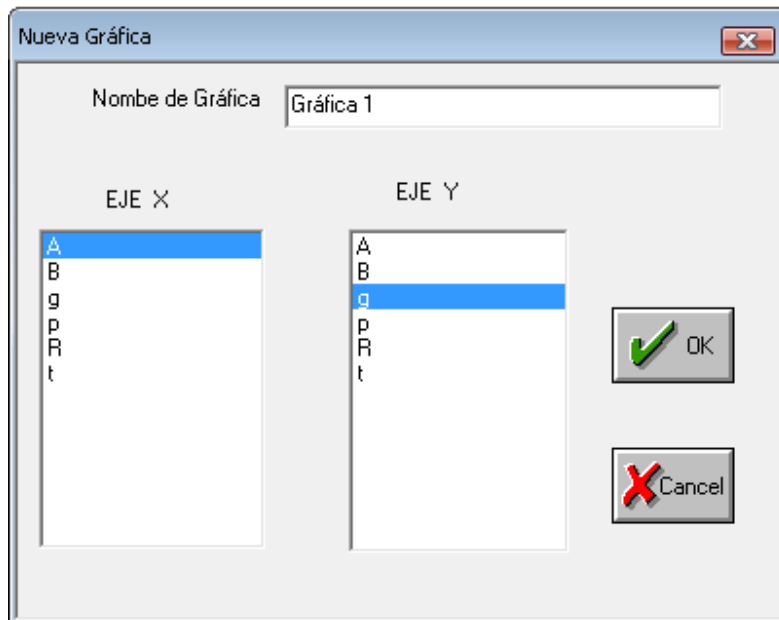 Nueva Gráfica
Nombe de Gráfica Gráfica 1
EJE X
EJE Y
A
B
g
p
R
t
A
B
g
p
R
t
OK
Cancel